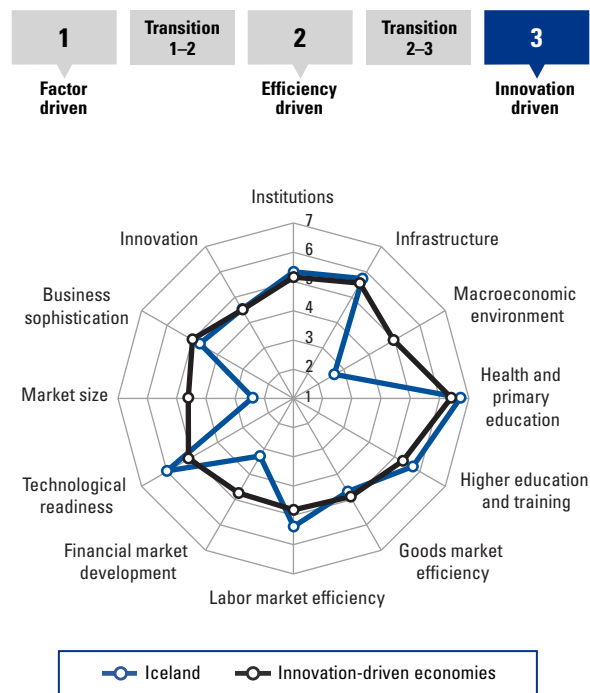 1
Transition
1–2
2
Transition
2–3
3
Factor
driven
Efficiency
driven
Innovation
driven
Institutions
7
Innovation
Infrastructure
6
5
Business
sophistication
Macroeconomic
environment
4
3
Market size
2
1
Health and
primary
education
Technological
readiness
Higher education
and training
Financial market
development
Goods market
efficiency
Labor market efficiency
Iceland
Innovation-driven economies